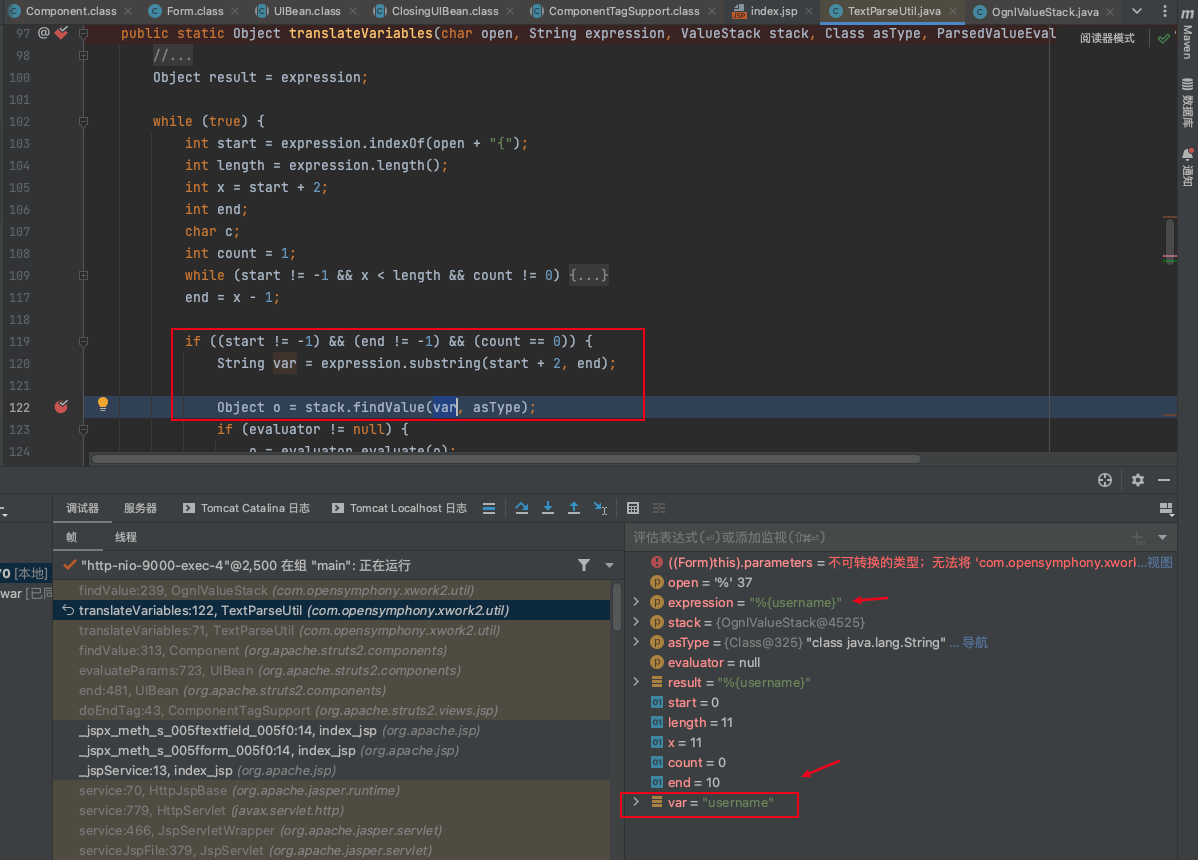 Component.class
Form.class
UIBean.class
ClosingUIBean.class
ComponentTagSupport.class
index.jsp
TextParseUtil.java
OgnlValueStack.java
阅读器模式
m
Maven
数据库
通知
97 @ public static Object translateVariables(char open, String expression, ValueStack stack, Class asType, ParsedValueEval
98 //...
100 Object result = expression;
101
102 while (true) {
103 int start = expression.indexOf(open + "{");
104 int length = expression.length();
105 int x = start + 2;
106 int end;
107 char c;
108 int count = 1;
109 while (start != -1 && x < length && count != 0) {...}
117 end = x - 1;
118
119 if ((start != -1) && (end != -1) && (count == 0)) {
120 String var = expression.substring(start + 2, end);
121
122 Object o = stack.findValue(var, asType);
123 if (evaluator != null) {
124 o = evaluator.evaluate(o);
调试器
服务器
Tomcat Catalina 日志
Tomcat Localhost 日志
帧
线程
70 [本地]
war [已同
"http-nio-9000-exec-4"@2,500 在组 "main": 正在运行
findValue:239, OgnlValueStack (com.opensymphony.xwork2.util)
translateVariables:122, TextParseUtil (com.opensymphony.xwork2.util)
translateVariables:71, TextParseUtil (com.opensymphony.xwork2.util)
findValue:313, Component (org.apache.struts2.components)
evaluateParams:723, UIBean (org.apache.struts2.components)
end:481, UIBean (org.apache.struts2.components)
doEndTag:43, ComponentTagSupport (org.apache.struts2.views.jsp)
_jspx_meth_s_005ftextfield_005f0:14, index_jsp (org.apache.jsp)
_jspx_meth_s_005fform_005f0:14, index_jsp (org.apache.jsp)
_jspService:13, index_jsp (org.apache.jsp)
service:70, HttpJspBase (org.apache.jasper.runtime)
service:779, HttpServlet (javax.servlet.http)
service:466, JspServletWrapper (org.apache.jasper.servlet)
serviceJspFile:379, JspServlet (org.apache.jasper.servlet)
评估表达式(⏎)或添加监视(⇧⌘⏎)
((Form)this).parameters = 不可转换的类型；无法将 'com.opensymphony.xworl...视图
open = '%' 37
expression = "%{username}"
stack = {OgnlValueStack@4525}
asType = {Class@325} "class java.lang.String" ... 导航
evaluator = null
result = "%{username}"
start = 0
length = 11
x = 11
count = 0
end = 10
var = "username"